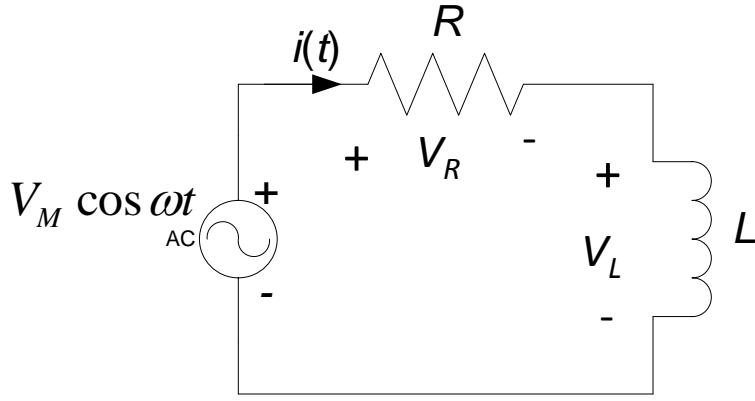 R
i(t)
+ V_R -
V_M cos ωt
+
AC
-
+
V_L
-
L